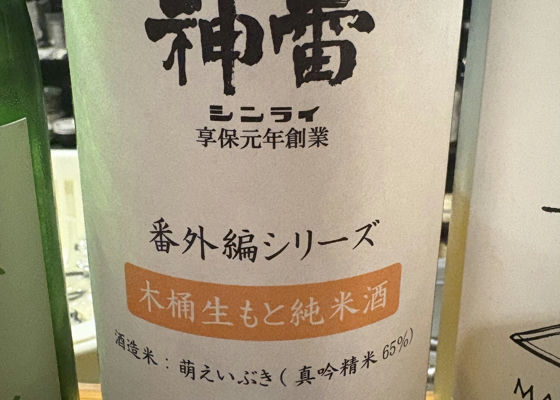 神雷
シンライ
享保元年創業
番外編シリーズ
木桶生もと純米酒
酒造米：萌えいぶき(真吟精米65%)
MA